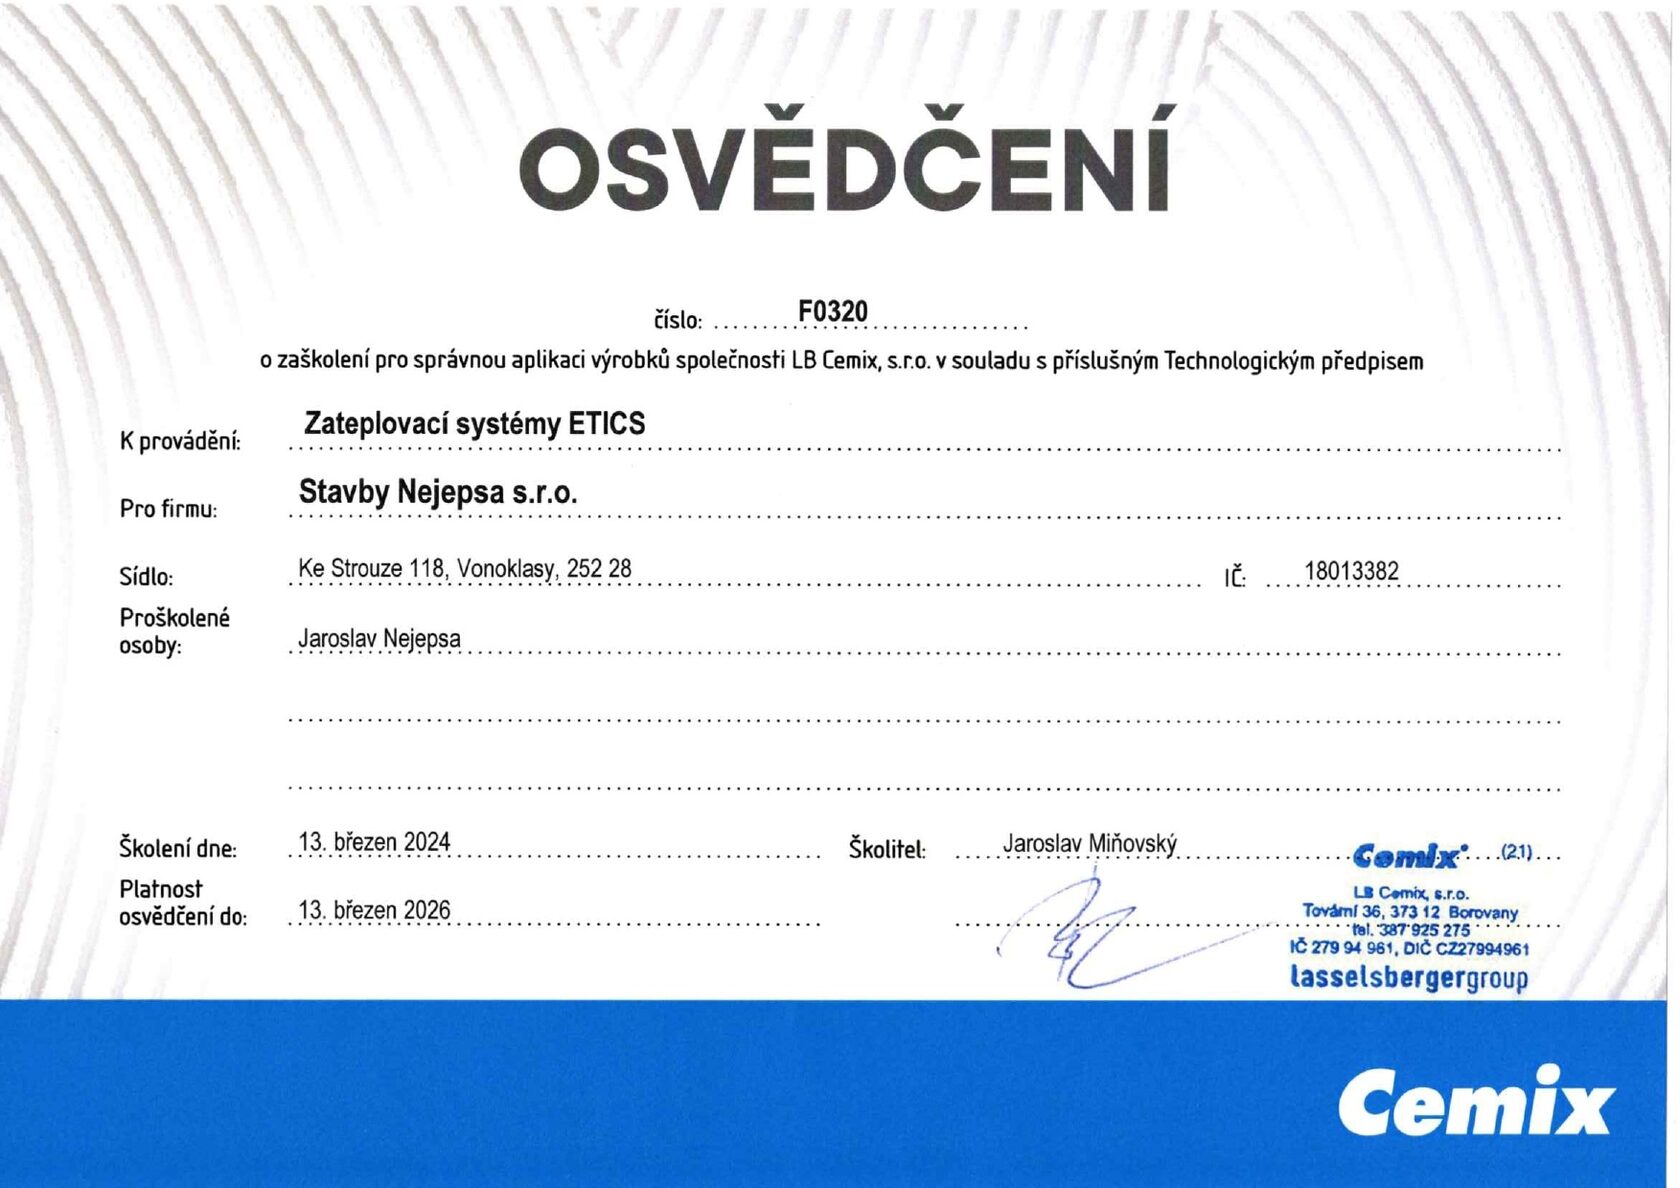 OSVĚDČENÍ
číslo: F0320
o zaškolení pro správnou aplikaci výrobků společnosti LB Cemix, s.r.o. v souladu s příslušným Technologickým předpisem
K provádění: Zateplovací systémy ETICS
Pro firmu: Stavby Nejepsa s.r.o.
Sídlo: Ke Strouze 118, Vonoklasy, 252 28 IČ: 18013382
Proškolené
osoby: Jaroslav Nejepsa
Školení dne: 13. březen 2024 Školitel: Jaroslav Miňovský
Platnost
osvědčení do: 13. březen 2026
Cemix (21)
LB Cemix, s.r.o.
Tovární 36, 373 12 Borovany
tel. 387 925 275
IČ 279 94 961, DIČ CZ27994961
lasselsbergergroup
Cemix